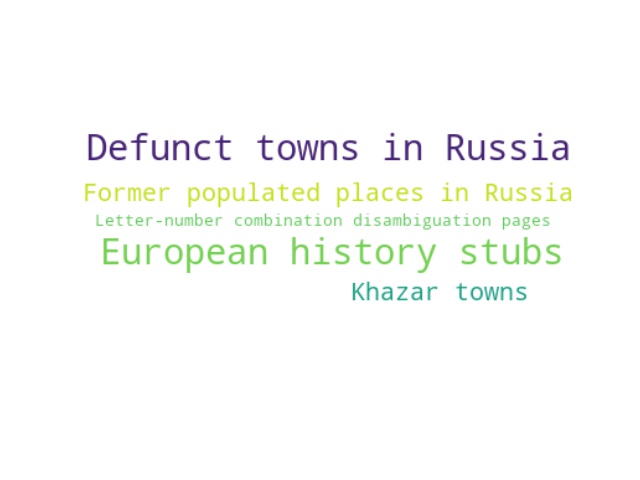 Defunct towns in Russia
Former populated places in Russia
Letter-number combination disambiguation pages
European history stubs
Khazar towns